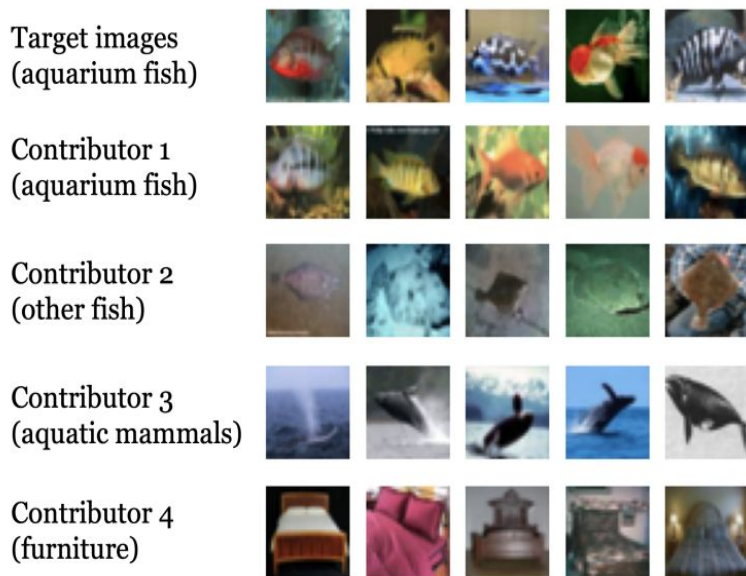 Target images
(aquarium fish)
Contributor 1
(aquarium fish)
Contributor 2
(other fish)
Contributor 3
(aquatic mammals)
Contributor 4
(furniture)